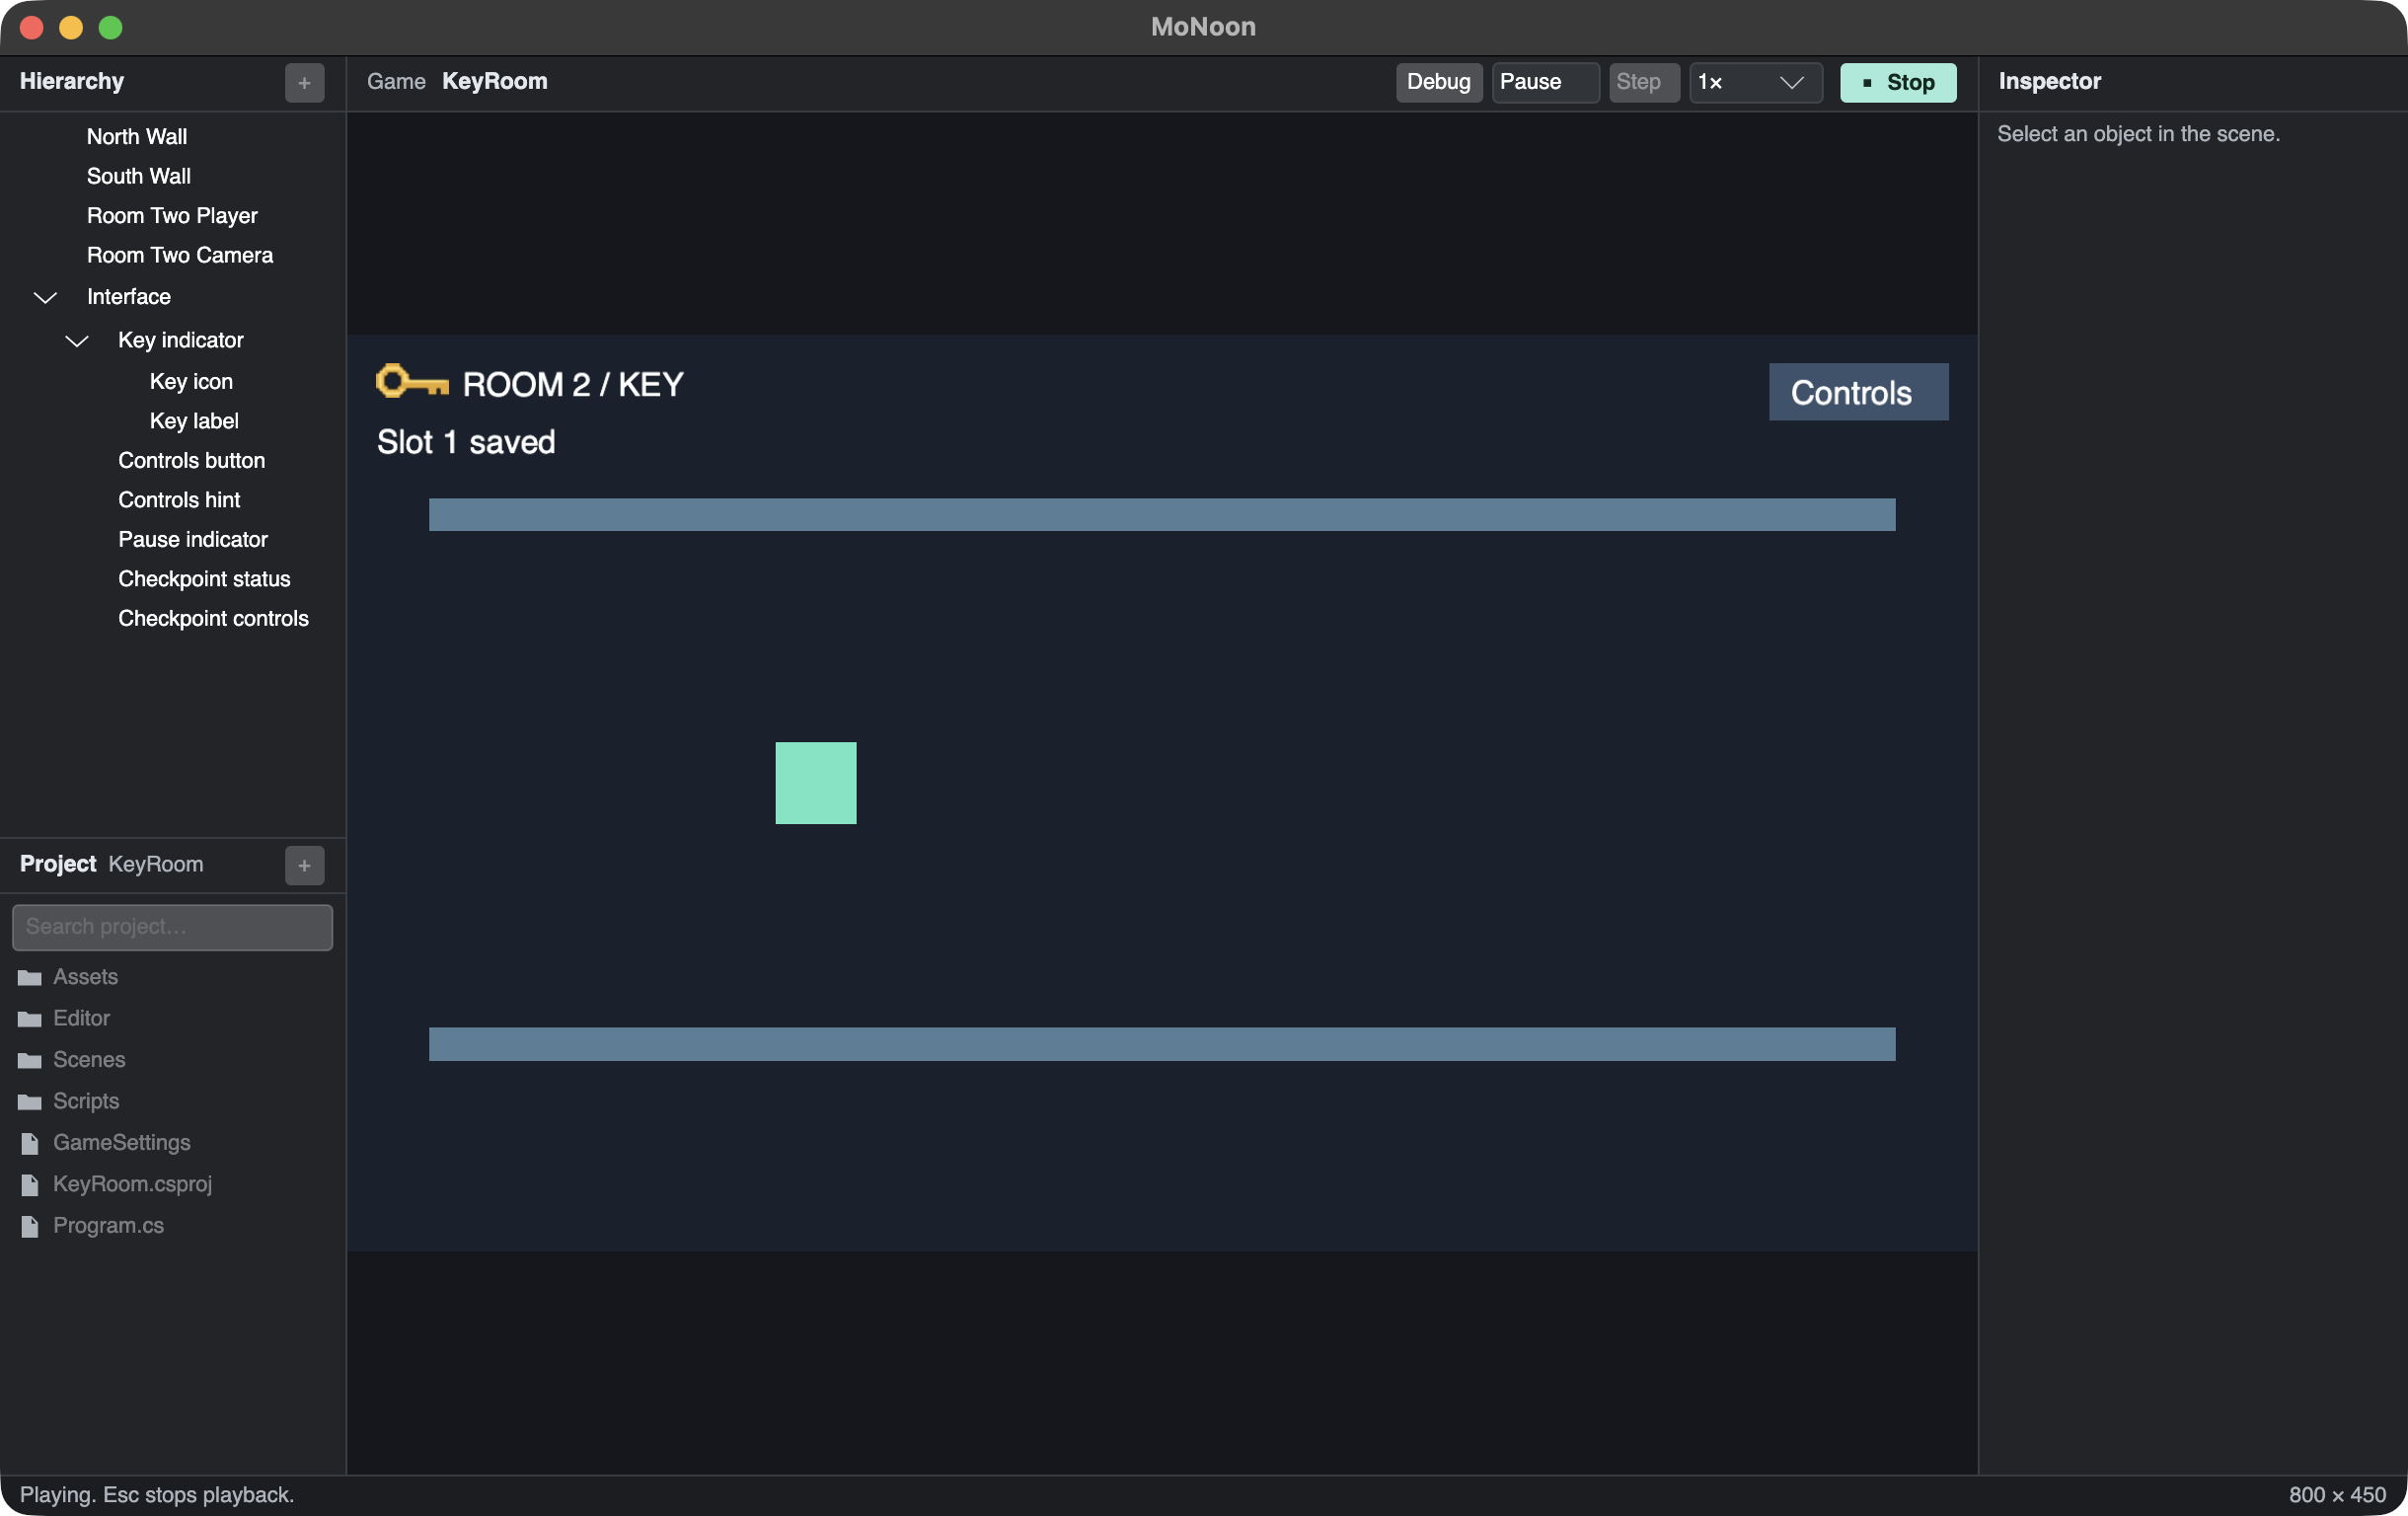 MoNoon
Hierarchy +
North Wall
South Wall
Room Two Player
Room Two Camera
Interface
Key indicator
Key icon
Key label
Controls button
Controls hint
Pause indicator
Checkpoint status
Checkpoint controls
Project KeyRoom +
Search project...
Assets
Editor
Scenes
Scripts
GameSettings
KeyRoom.csproj
Program.cs
Game KeyRoom Debug Pause Step 1× Stop
ROOM 2 / KEY
Controls
Slot 1 saved
Inspector
Select an object in the scene.
Playing. Esc stops playback.
800 × 450